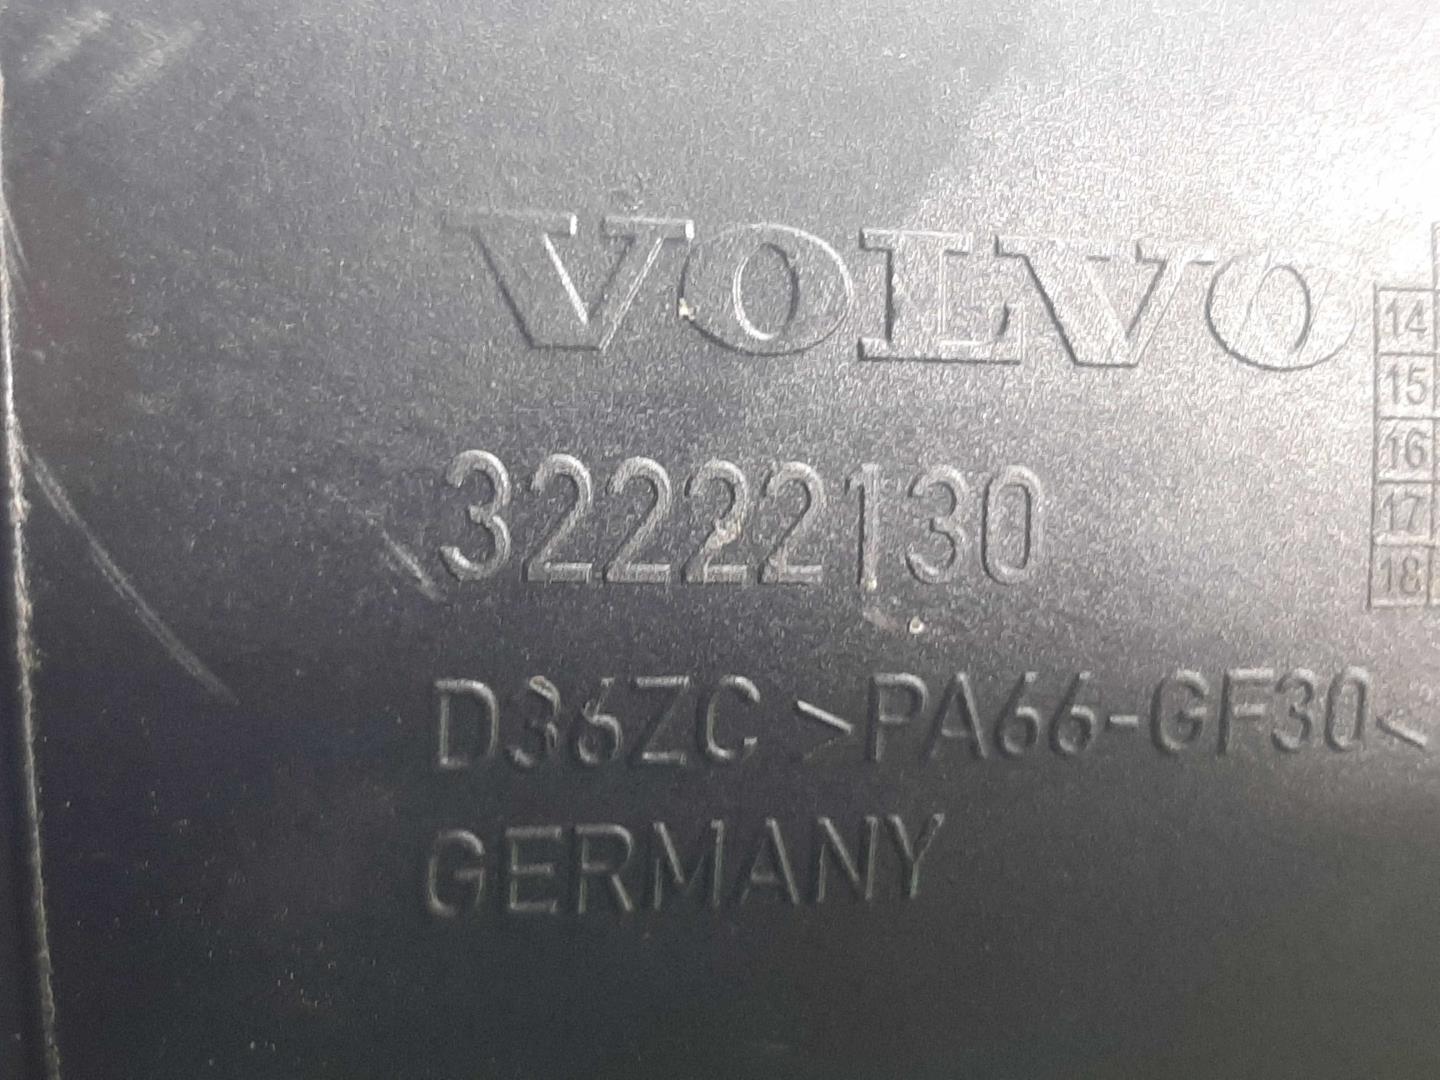 VOLVO
32222130
D36ZC >PA66-GF30<
GERMANY
14
15
16
17
18